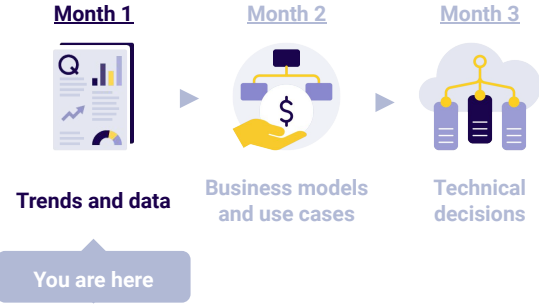 Month 1
Month 2
Month 3
Q
$
Trends and data
Business models
and use cases
Technical
decisions
You are here